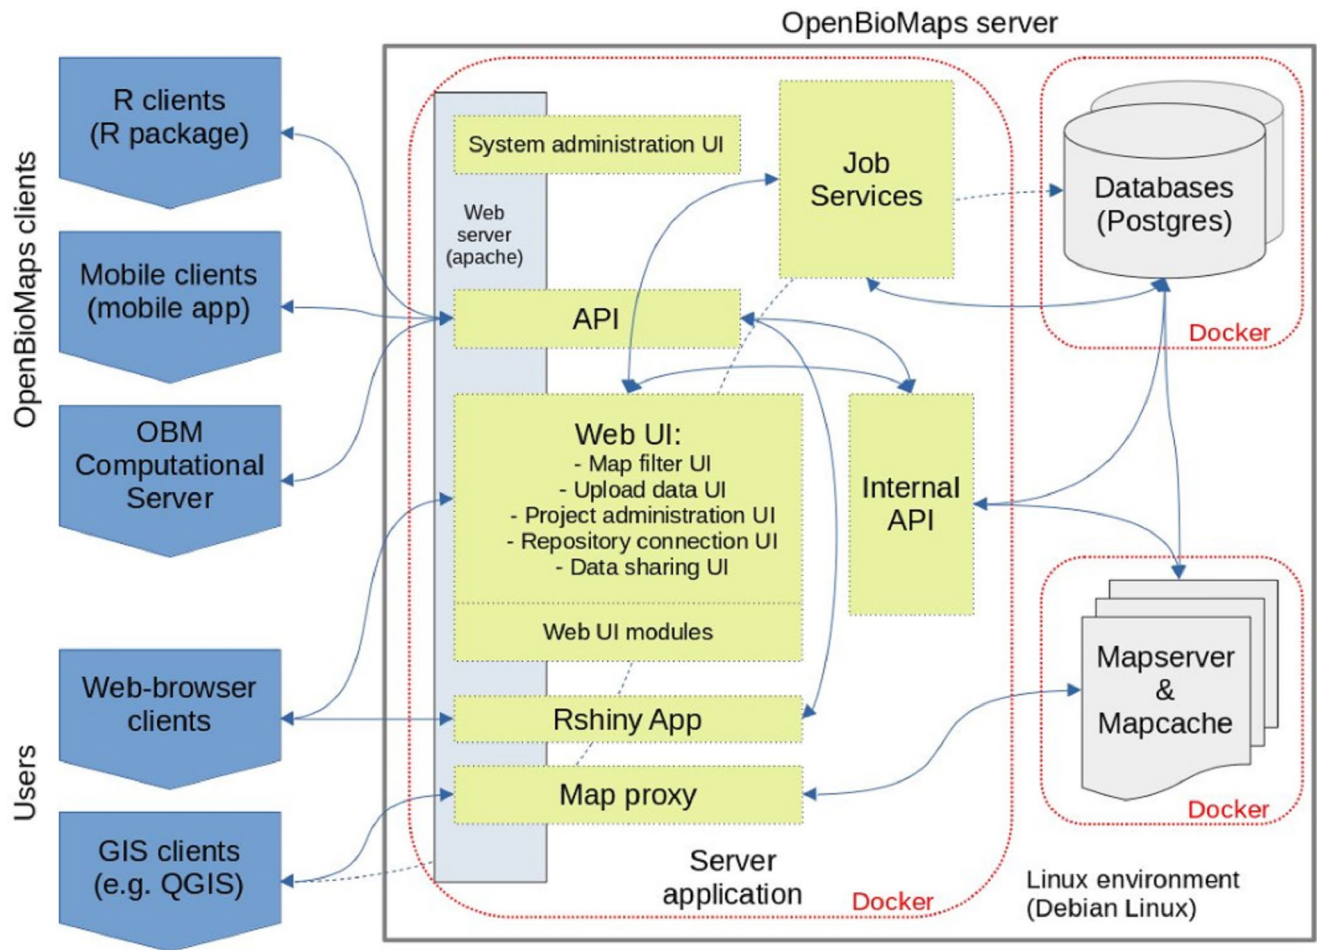 OpenBioMaps server
OpenBioMaps clients
R clients
(R package)
Mobile clients
(mobile app)
OBM
Computational
Server
Users
Web-browser
clients
GIS clients
(e.g. QGIS)
System administration UI
Web
server
(apache)
API
Web UI:
- Map filter UI
- Upload data UI
- Project administration UI
- Repository connection UI
- Data sharing UI
Web UI modules
Rshiny App
Map proxy
Job
Services
Internal
API
Server
application
Docker
Databases
(Postgres)
Docker
Mapserver
&
Mapcache
Docker
Linux environment
(Debian Linux)